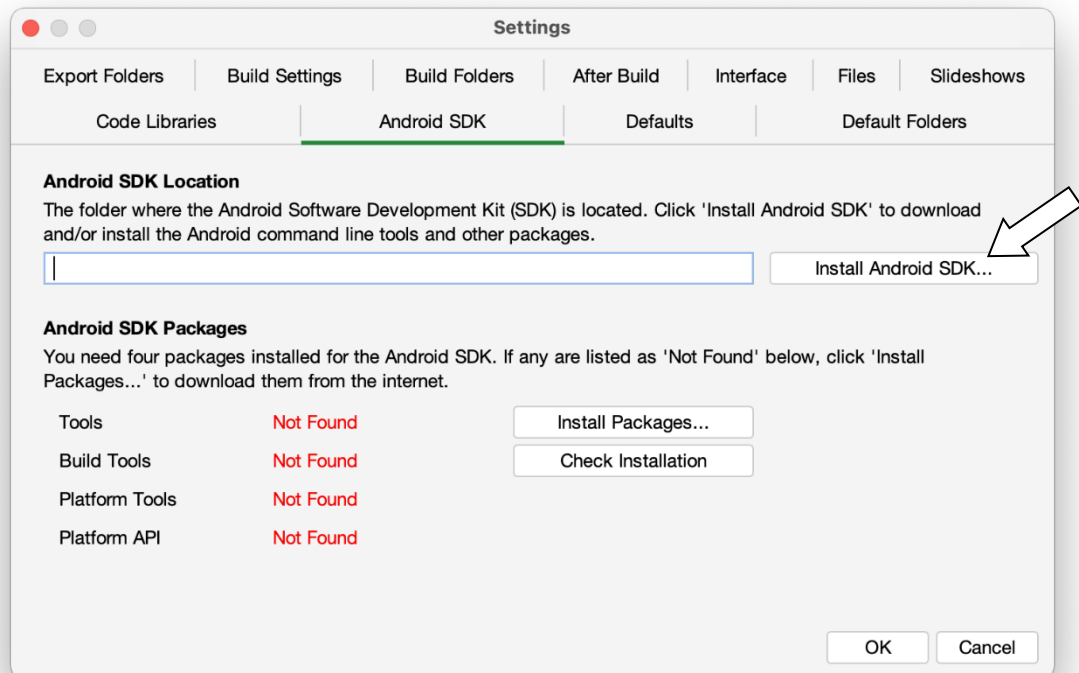 Settings
Export Folders Build Settings Build Folders After Build Interface Files Slideshows
Code Libraries Android SDK Defaults Default Folders
Android SDK Location
The folder where the Android Software Development Kit (SDK) is located. Click 'Install Android SDK' to download
and/or install the Android command line tools and other packages.
Install Android SDK...
Android SDK Packages
You need four packages installed for the Android SDK. If any are listed as 'Not Found' below, click 'Install
Packages...' to download them from the internet.
Tools Not Found Install Packages...
Build Tools Not Found Check Installation
Platform Tools Not Found
Platform API Not Found
OK Cancel